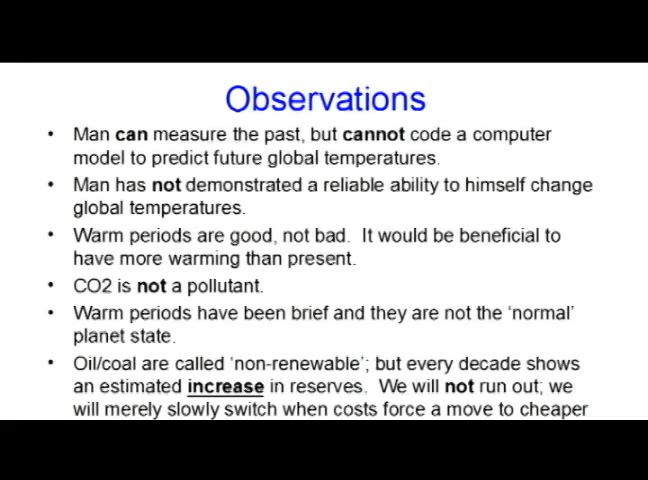 Observations
• Man can measure the past, but cannot code a computer
model to predict future global temperatures.
• Man has not demonstrated a reliable ability to himself change
global temperatures.
• Warm periods are good, not bad.  It would be beneficial to
have more warming than present.
• CO2 is not a pollutant.
• Warm periods have been brief and they are not the ‘normal’
planet state.
• Oil/coal are called ‘non-renewable’; but every decade shows
an estimated increase in reserves.  We will not run out; we
will merely slowly switch when costs force a move to cheaper